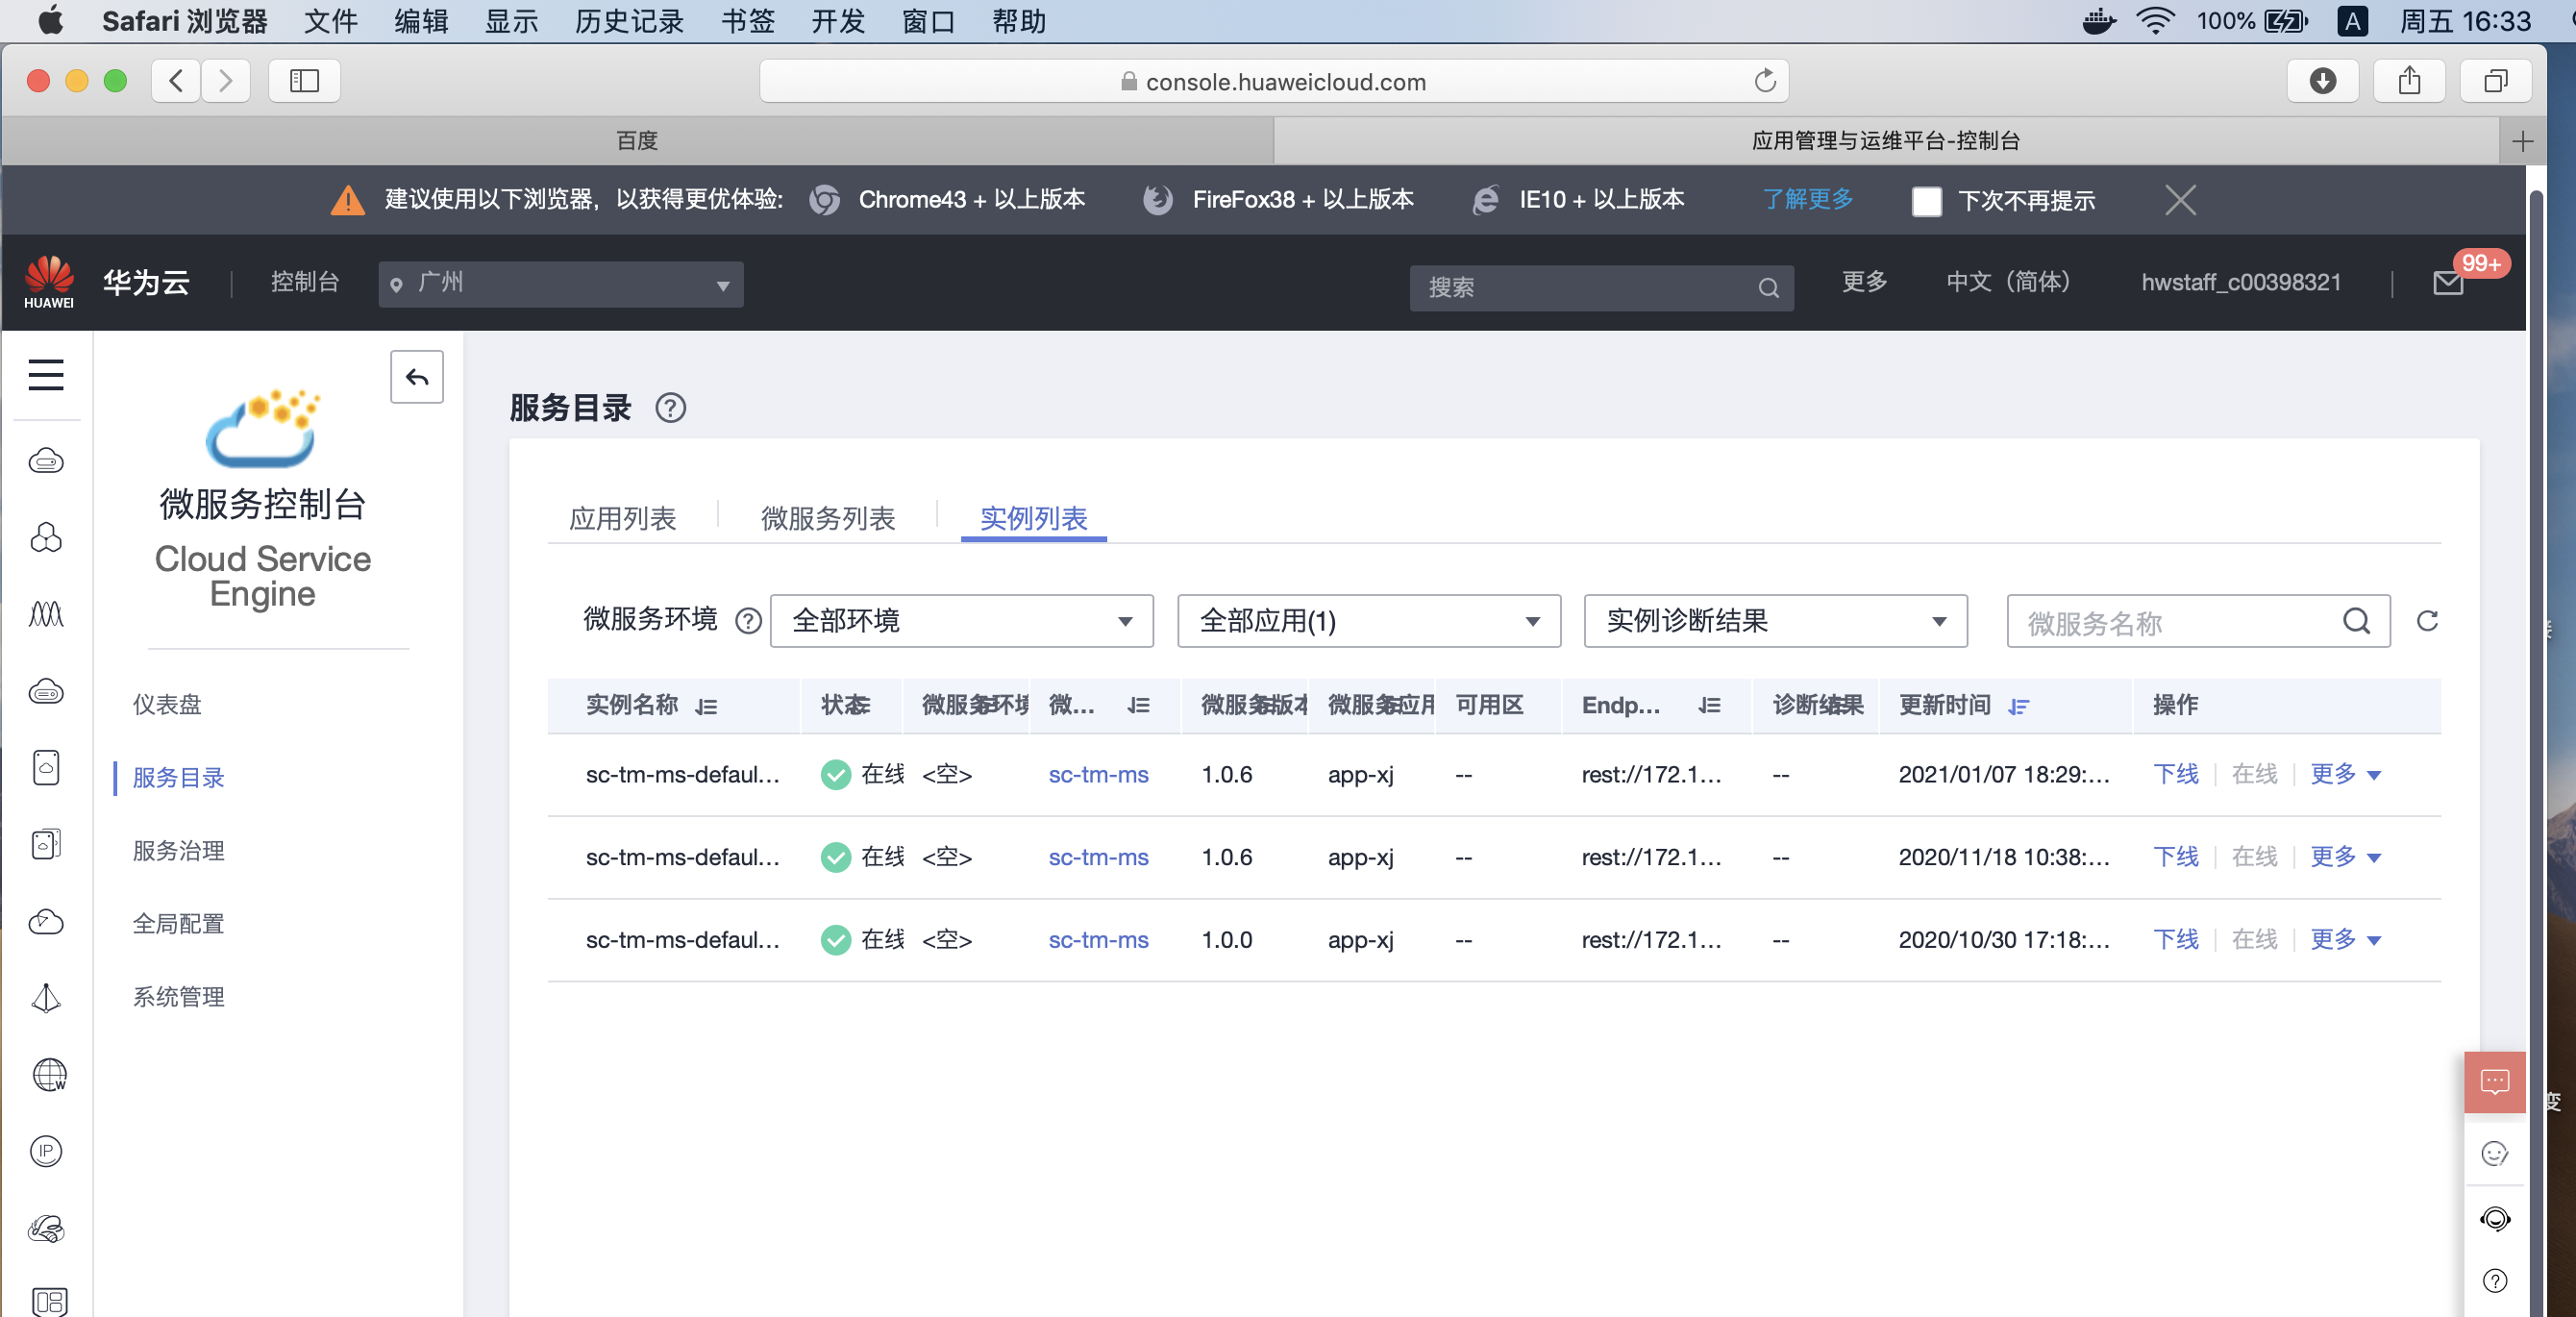 Safari 浏览器 文件 编辑 显示 历史记录 书签 开发 窗口 帮助 100% A 周五 16:33
console.huaweicloud.com
百度 应用管理与运维平台-控制台
建议使用以下浏览器，以获得更优体验: Chrome43 + 以上版本 FireFox38 + 以上版本 IE10 + 以上版本 了解更多 下次不再提示
HUAWEI 华为云 控制台 广州 搜索 更多 中文（简体） hwstaff_c00398321 99+
微服务控制台
Cloud Service
Engine
仪表盘
服务目录
服务治理
全局配置
系统管理
服务目录
应用列表 微服务列表 实例列表
微服务环境 全部环境 全部应用(1) 实例诊断结果 微服务名称
实例名称 状态 微服务环境 微... 微服务版本 微服务应用 可用区 Endp... 诊断结果 更新时间 操作
sc-tm-ms-defaul... 在线 <空> sc-tm-ms 1.0.6 app-xj -- rest://172.1... -- 2021/01/07 18:29:... 下线 在线 更多
sc-tm-ms-defaul... 在线 <空> sc-tm-ms 1.0.6 app-xj -- rest://172.1... -- 2020/11/18 10:38:... 下线 在线 更多
sc-tm-ms-defaul... 在线 <空> sc-tm-ms 1.0.0 app-xj -- rest://172.1... -- 2020/10/30 17:18:... 下线 在线 更多
W
IP
变